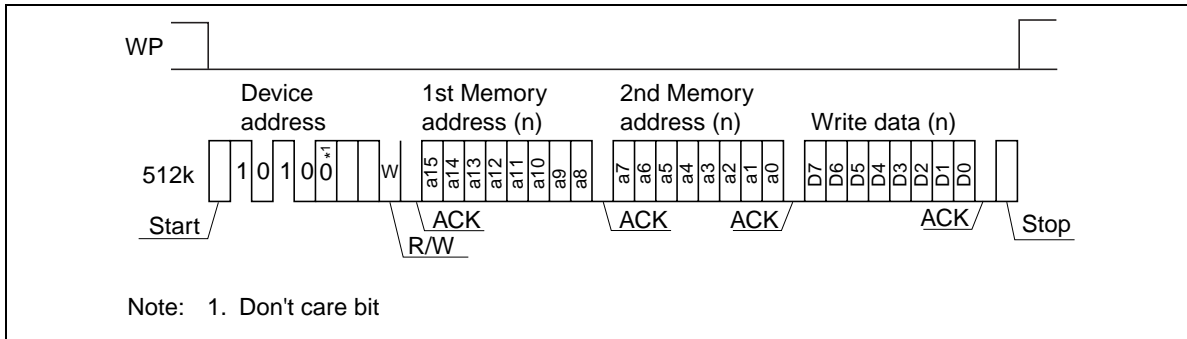 WP
Device
address
1st Memory
address (n)
2nd Memory
address (n)
Write data (n)
512k
1 0 1 0 0*1 W a15 a14 a13 a12 a11 a10 a9 a8 a7 a6 a5 a4 a3 a2 a1 a0 D7 D6 D5 D4 D3 D2 D1 D0
Start
R/W
ACK
ACK
ACK
ACK
Stop
Note: 1. Don't care bit